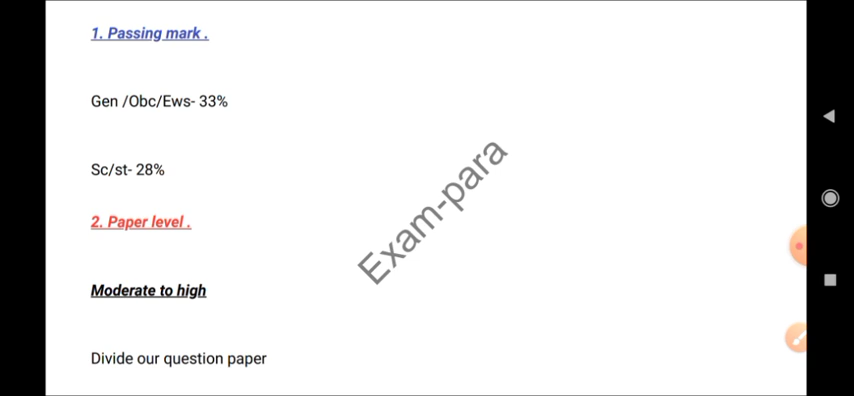 1. Passing mark .
Gen /Obc/Ews- 33%
Sc/st- 28%
Exam-para
2. Paper level .
Moderate to high
Divide our question paper